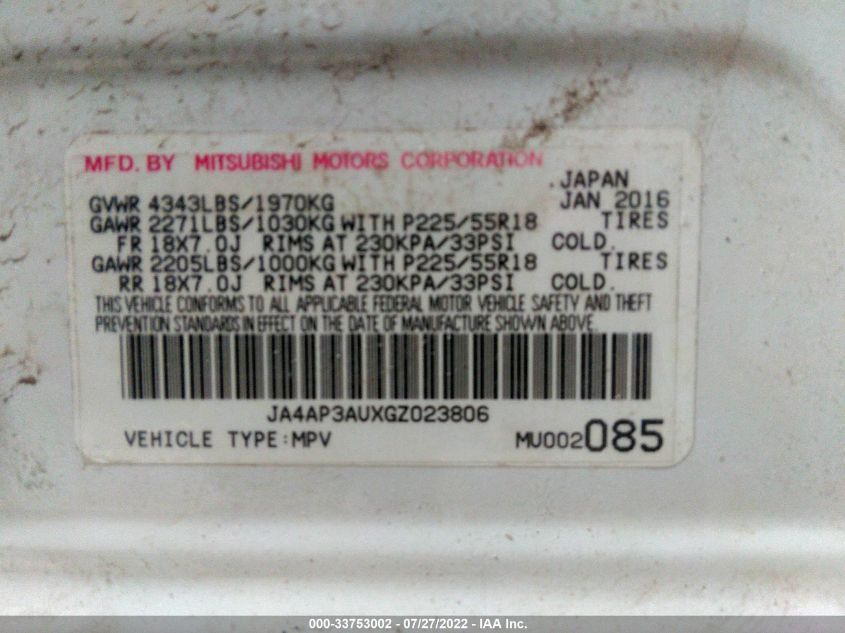 MFD. BY MITSUBISHI MOTORS CORPORATION
.JAPAN
GVWR 4343LBS/1970KG JAN 2016
GAWR 2271LBS/1030KG WITH P225/55R18 TIRES
FR 18X7.0J RIMS AT 230KPA/33PSI COLD.
GAWR 2205LBS/1000KG WITH P225/55R18 TIRES
RR 18X7.0J RIMS AT 230KPA/33PSI COLD.
THIS VEHICLE CONFORMS TO ALL APPLICABLE FEDERAL MOTOR VEHICLE SAFETY AND THEFT
PREVENTION STANDARDS IN EFFECT ON THE DATE OF MANUFACTURE SHOWN ABOVE.
JA4AP3AUXGZ023806
VEHICLE TYPE:MPV MU002085
000-33753002 - 07/27/2022 - IAA Inc.